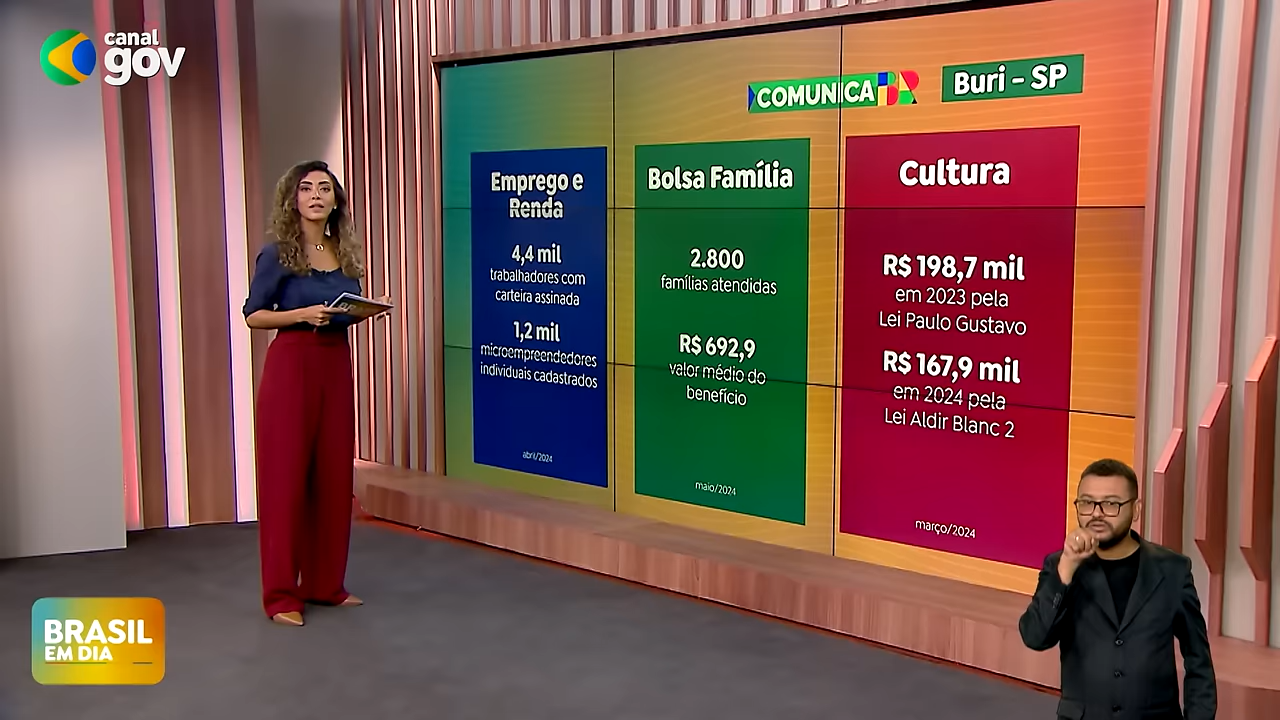 canal
gov
COMUNICABR
Buri - SP
Emprego e
Renda
4,4 mil
trabalhadores com
carteira assinada
1,2 mil
microempreendedores
individuais cadastrados
abril/2024
Bolsa Família
2.800
famílias atendidas
R$ 692,9
valor médio do
benefício
maio/2024
Cultura
R$ 198,7 mil
em 2023 pela
Lei Paulo Gustavo
R$ 167,9 mil
em 2024 pela
Lei Aldir Blanc 2
março/2024
BRASIL
EM DIA